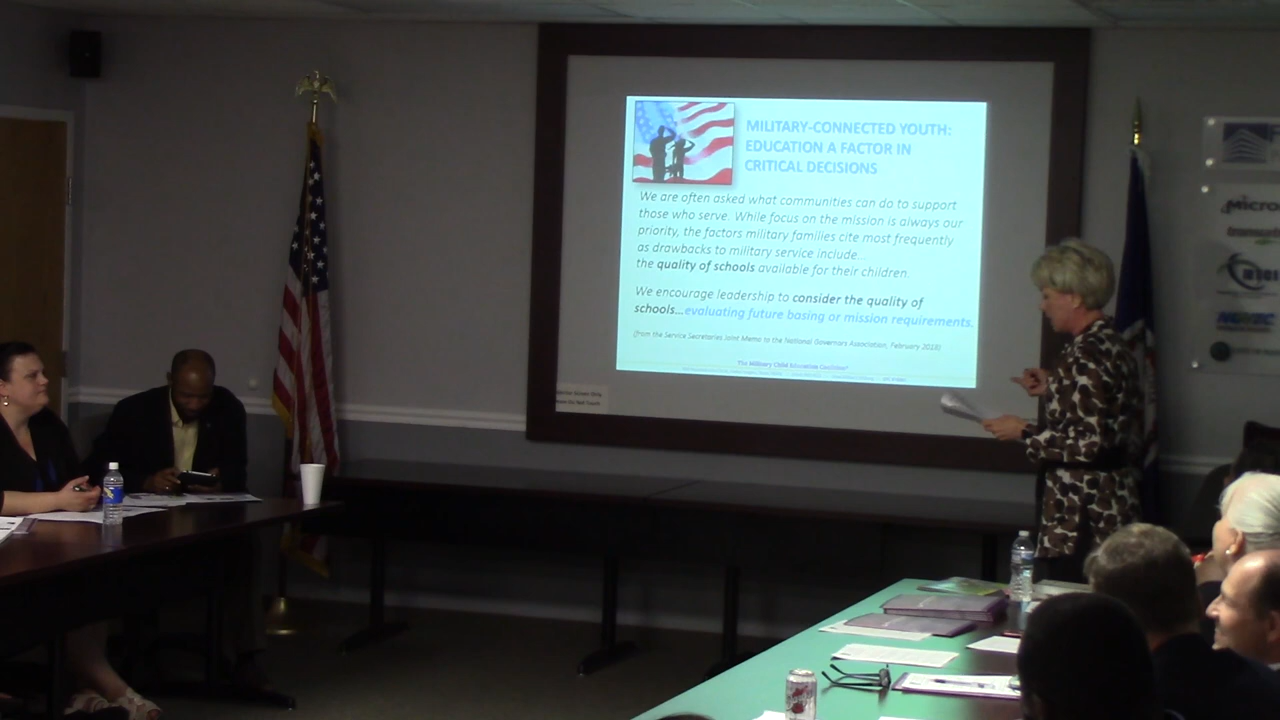 MILITARY-CONNECTED YOUTH:
EDUCATION A FACTOR IN
CRITICAL DECISIONS
We are often asked what communities can do to support
those who serve. While focus on the mission is always our
priority, the factors military families cite most frequently
as drawbacks to military service include...
the quality of schools available for their children
We encourage leadership to consider the quality of
schools...evaluating future basing or mission requirements.
(from the Service Secretaries Joint Memo to the National Governors Association, February 2013)
The Military Child Education Coalition
Micro